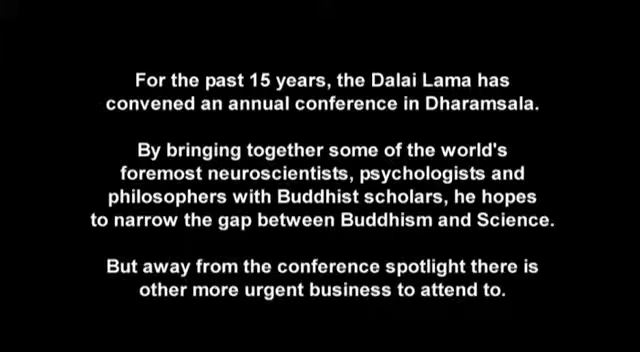 For the past 15 years, the Dalai Lama has
convened an annual conference in Dharamsala.
By bringing together some of the world's
foremost neuroscientists, psychologists and
philosophers with Buddhist scholars, he hopes
to narrow the gap between Buddhism and Science.
But away from the conference spotlight there is
other more urgent business to attend to.